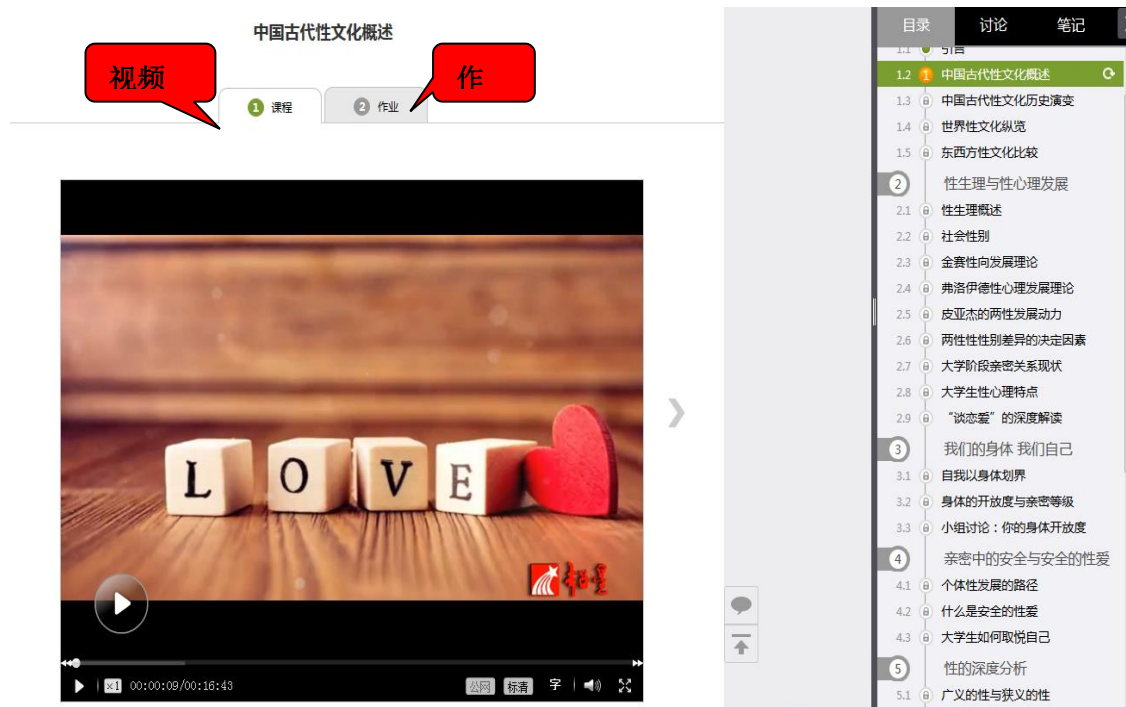 中国古代性文化概述
视频
作
1 课程
2 作业
L O V E
×1 00:00:09/00:16:43
公网 标清 字
目录 讨论 笔记
1.1 引言
1.2 1 中国古代性文化概述
1.3 中国古代性文化历史演变
1.4 世界性文化纵览
1.5 东西方性文化比较
2 性生理与性心理发展
2.1 性生理概述
2.2 社会性别
2.3 金赛性向发展理论
2.4 弗洛伊德性心理发展理论
2.5 皮亚杰的两性发展动力
2.6 两性性性别差异的决定因素
2.7 大学阶段亲密关系现状
2.8 大学生性心理特点
2.9 “谈恋爱”的深度解读
3 我们的身体 我们自己
3.1 自我以身体划界
3.2 身体的开放度与亲密等级
3.3 小组讨论：你的身体开放度
4 亲密中的安全与安全的性爱
4.1 个体性发展的路径
4.2 什么是安全的性爱
4.3 大学生如何取悦自己
5 性的深度分析
5.1 广义的性与狭义的性